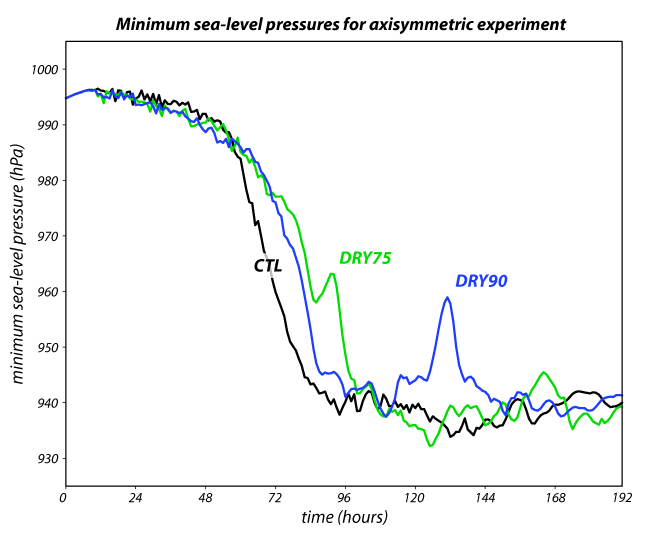 Minimum sea-level pressures for axisymmetric experiment
minimum sea-level pressure (hPa)
1000
990
980
970
960
950
940
930
CTL
DRY75
DRY90
0 24 48 72 96 120 144 168 192
time (hours)